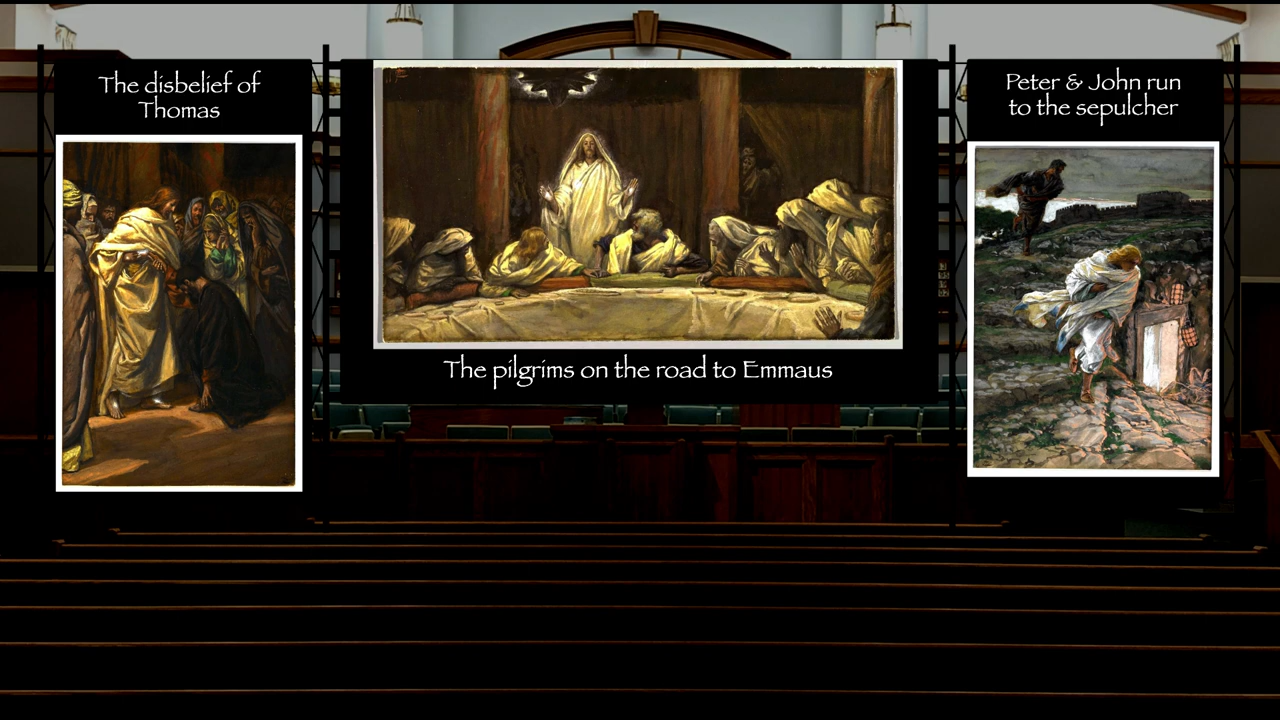 The disbelief of
Thomas
The pilgrims on the road to Emmaus
Peter & John run
to the sepulcher